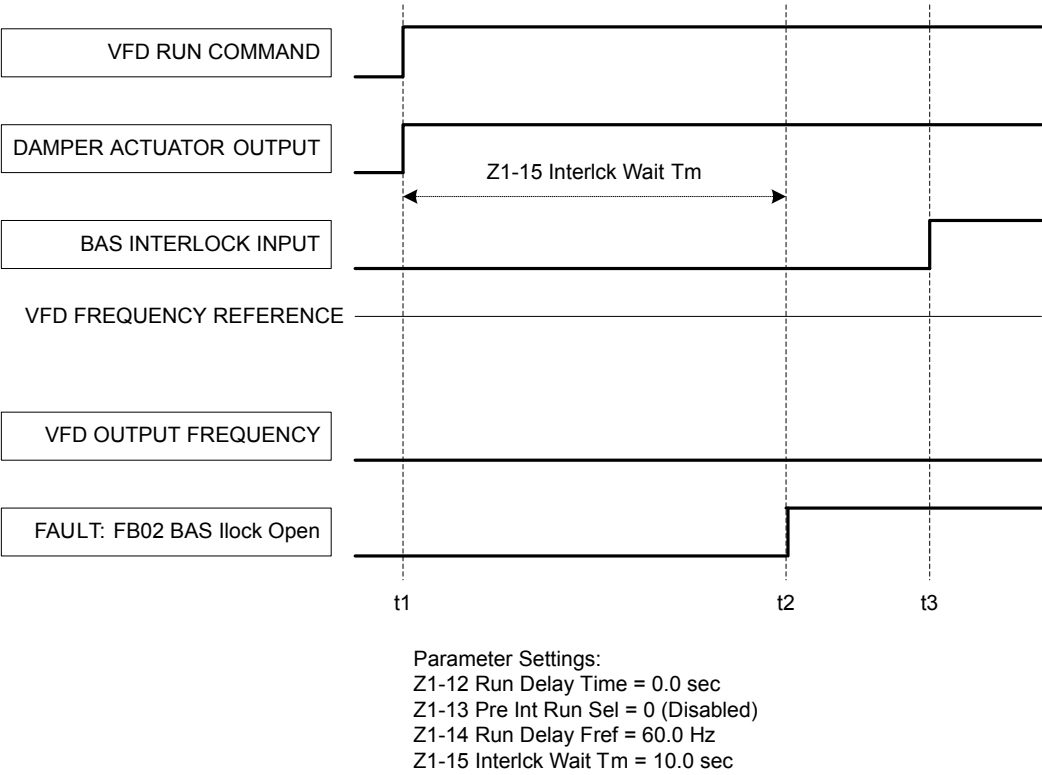 VFD RUN COMMAND
DAMPER ACTUATOR OUTPUT
Z1-15 Interlck Wait Tm
BAS INTERLOCK INPUT
VFD FREQUENCY REFERENCE
VFD OUTPUT FREQUENCY
FAULT: FB02 BAS Ilock Open
t1
t2
t3
Parameter Settings:
Z1-12 Run Delay Time = 0.0 sec
Z1-13 Pre Int Run Sel = 0 (Disabled)
Z1-14 Run Delay Fref = 60.0 Hz
Z1-15 Interlck Wait Tm = 10.0 sec